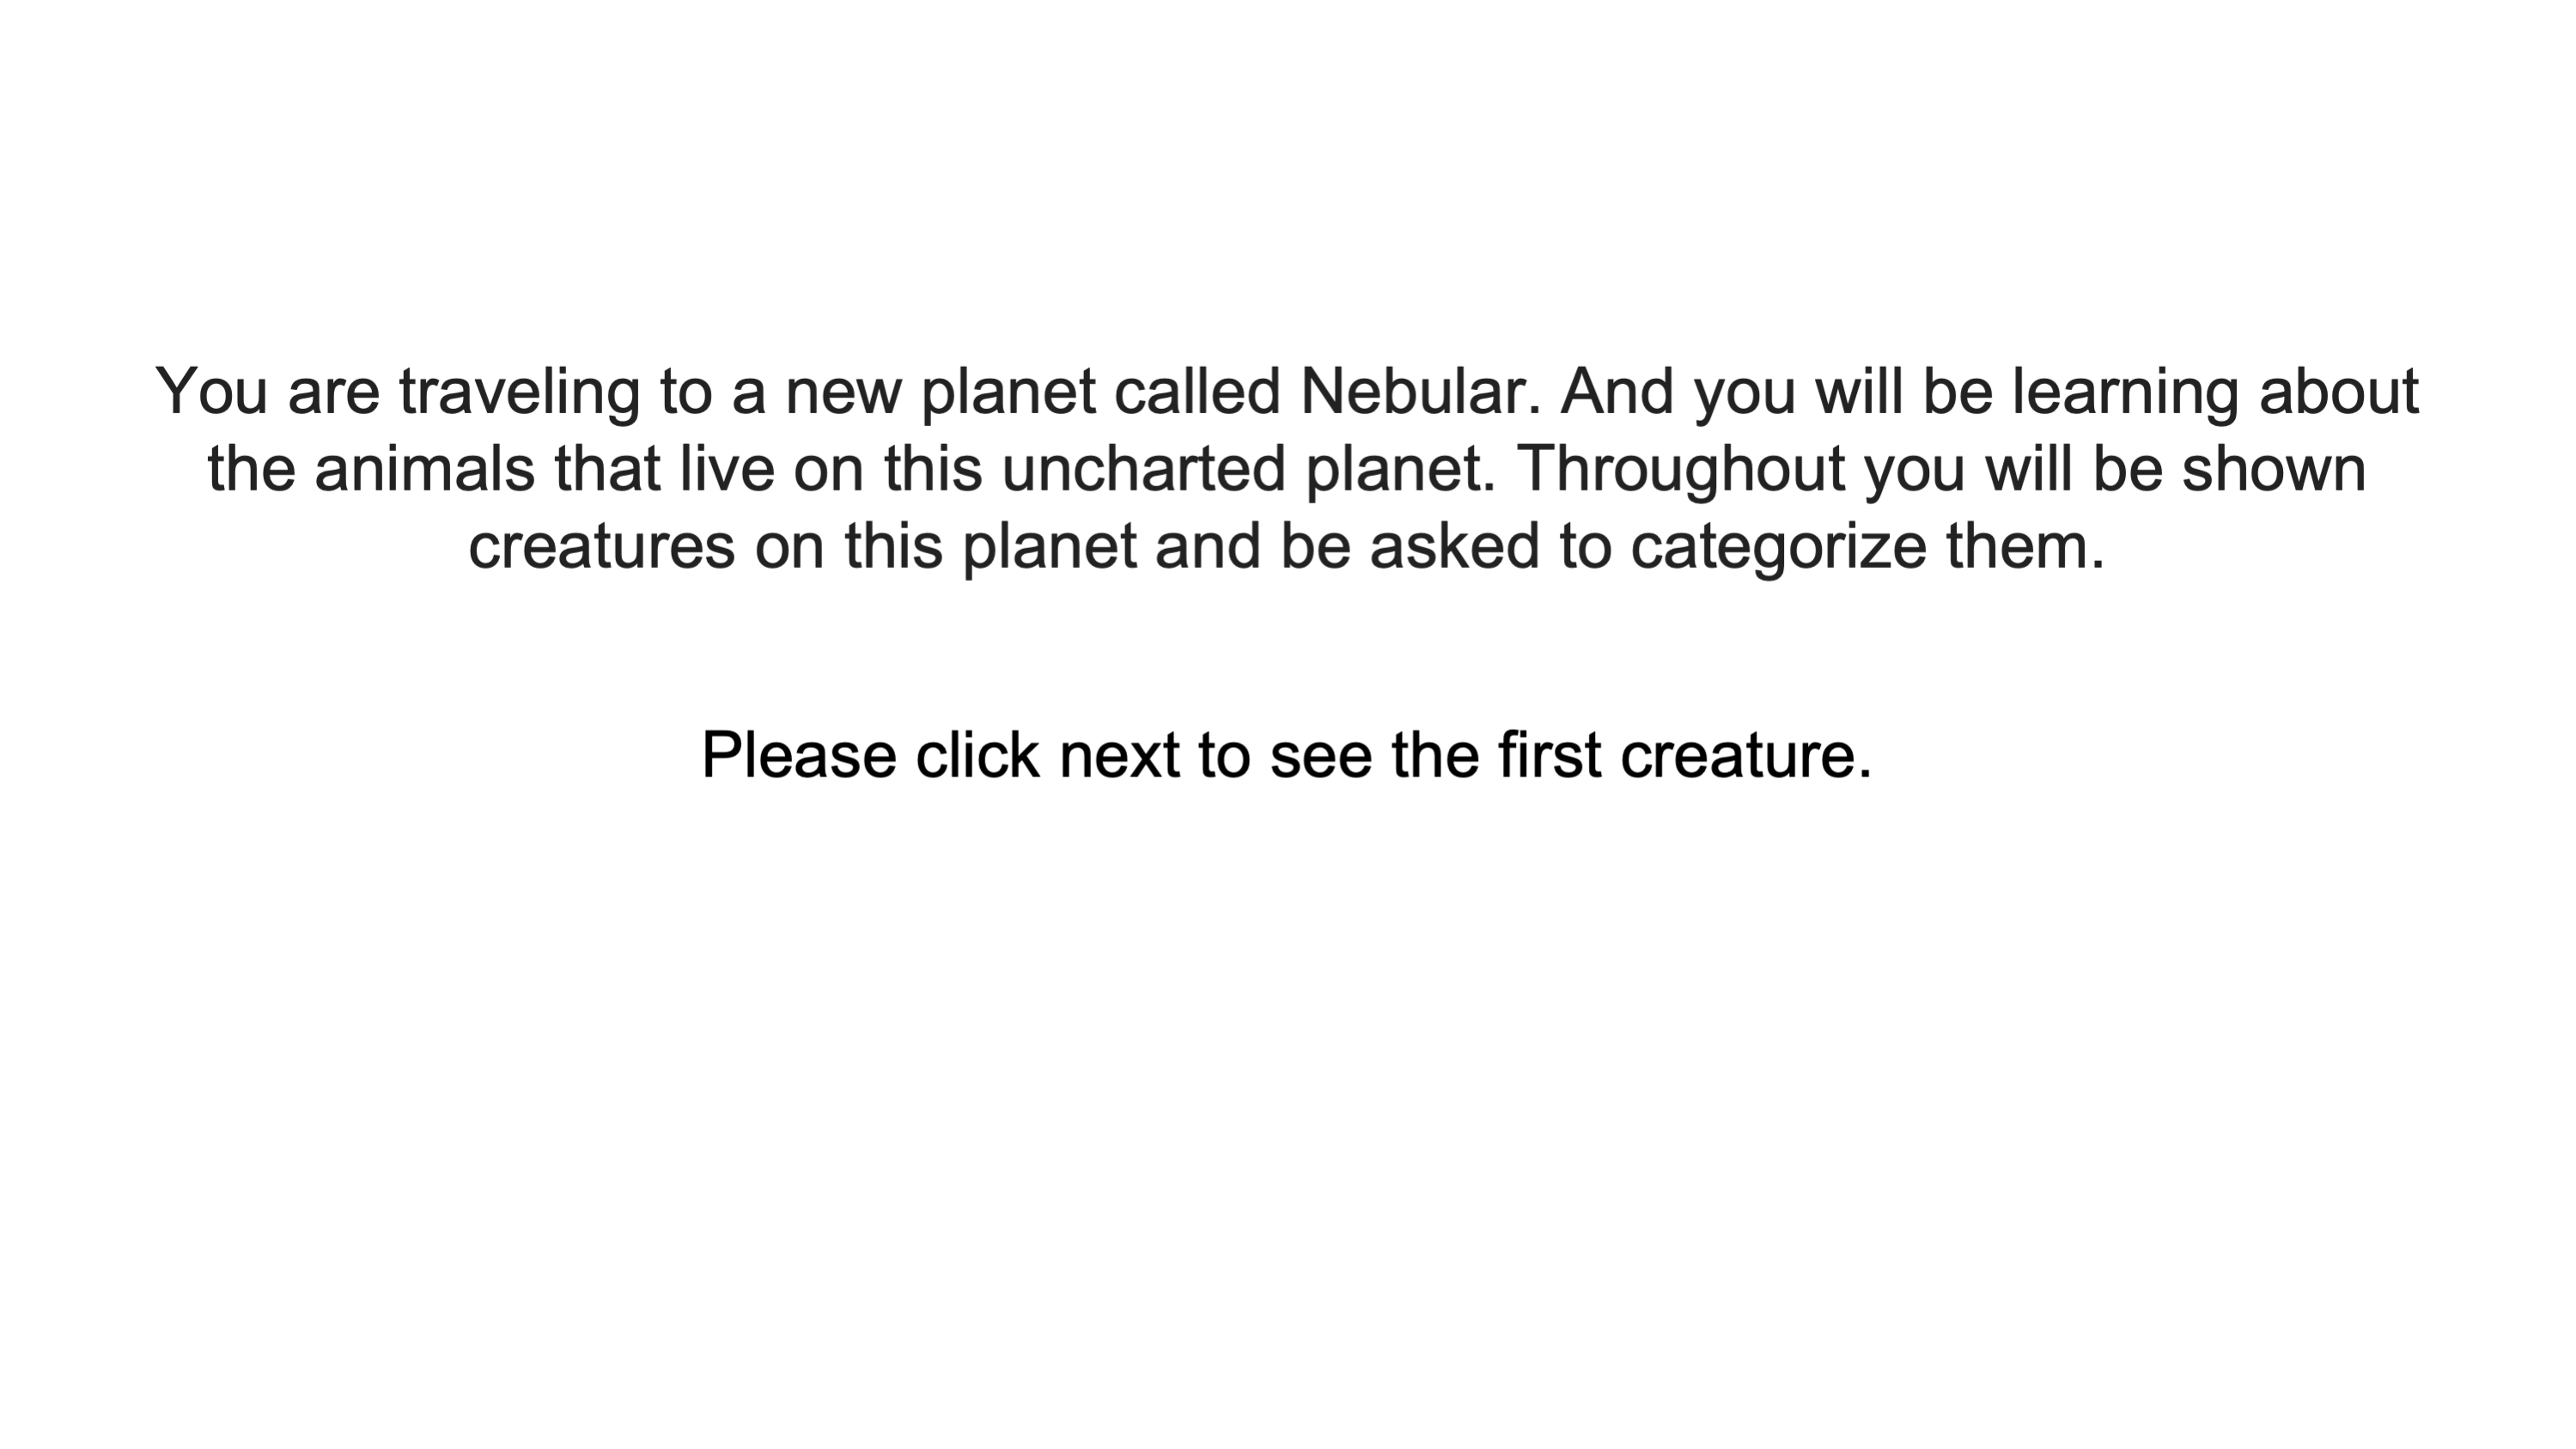 You are traveling to a new planet called Nebular. And you will be learning about
the animals that live on this uncharted planet. Throughout you will be shown
creatures on this planet and be asked to categorize them.
Please click next to see the first creature.